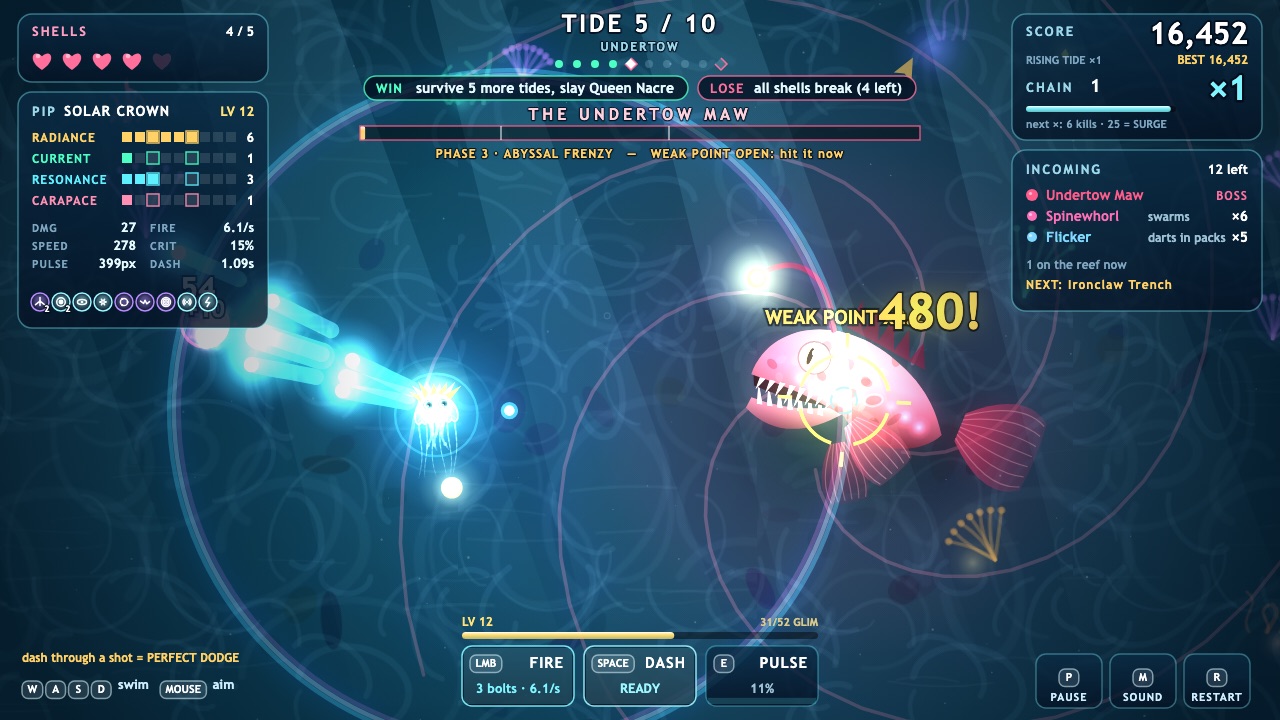 SHELLS 4 / 5
PIP SOLAR CROWN LV 12
RADIANCE 6
CURRENT 1
RESONANCE 3
CARAPACE 1
DMG 27 FIRE 6.1/s
SPEED 278 CRIT 15%
PULSE 399px DASH 1.09s
2 2
54
TIDE 5 / 10
UNDERTOW
WIN survive 5 more tides, slay Queen Nacre
LOSE all shells break (4 left)
THE UNDERTOW MAW
PHASE 3 · ABYSSAL FRENZY — WEAK POINT OPEN: hit it now
SCORE 16,452
RISING TIDE ×1 BEST 16,452
CHAIN 1 ×1
next ×: 6 kills · 25 = SURGE
INCOMING 12 left
Undertow Maw BOSS
Spinewhorl swarms ×6
Flicker darts in packs ×5
1 on the reef now
NEXT: Ironclaw Trench
WEAK POINT 480!
LV 12 31/52 GLIM
LMB FIRE
3 bolts · 6.1/s
SPACE DASH
READY
E PULSE
11%
dash through a shot = PERFECT DODGE
W A S D swim MOUSE aim
P PAUSE
M SOUND
R RESTART